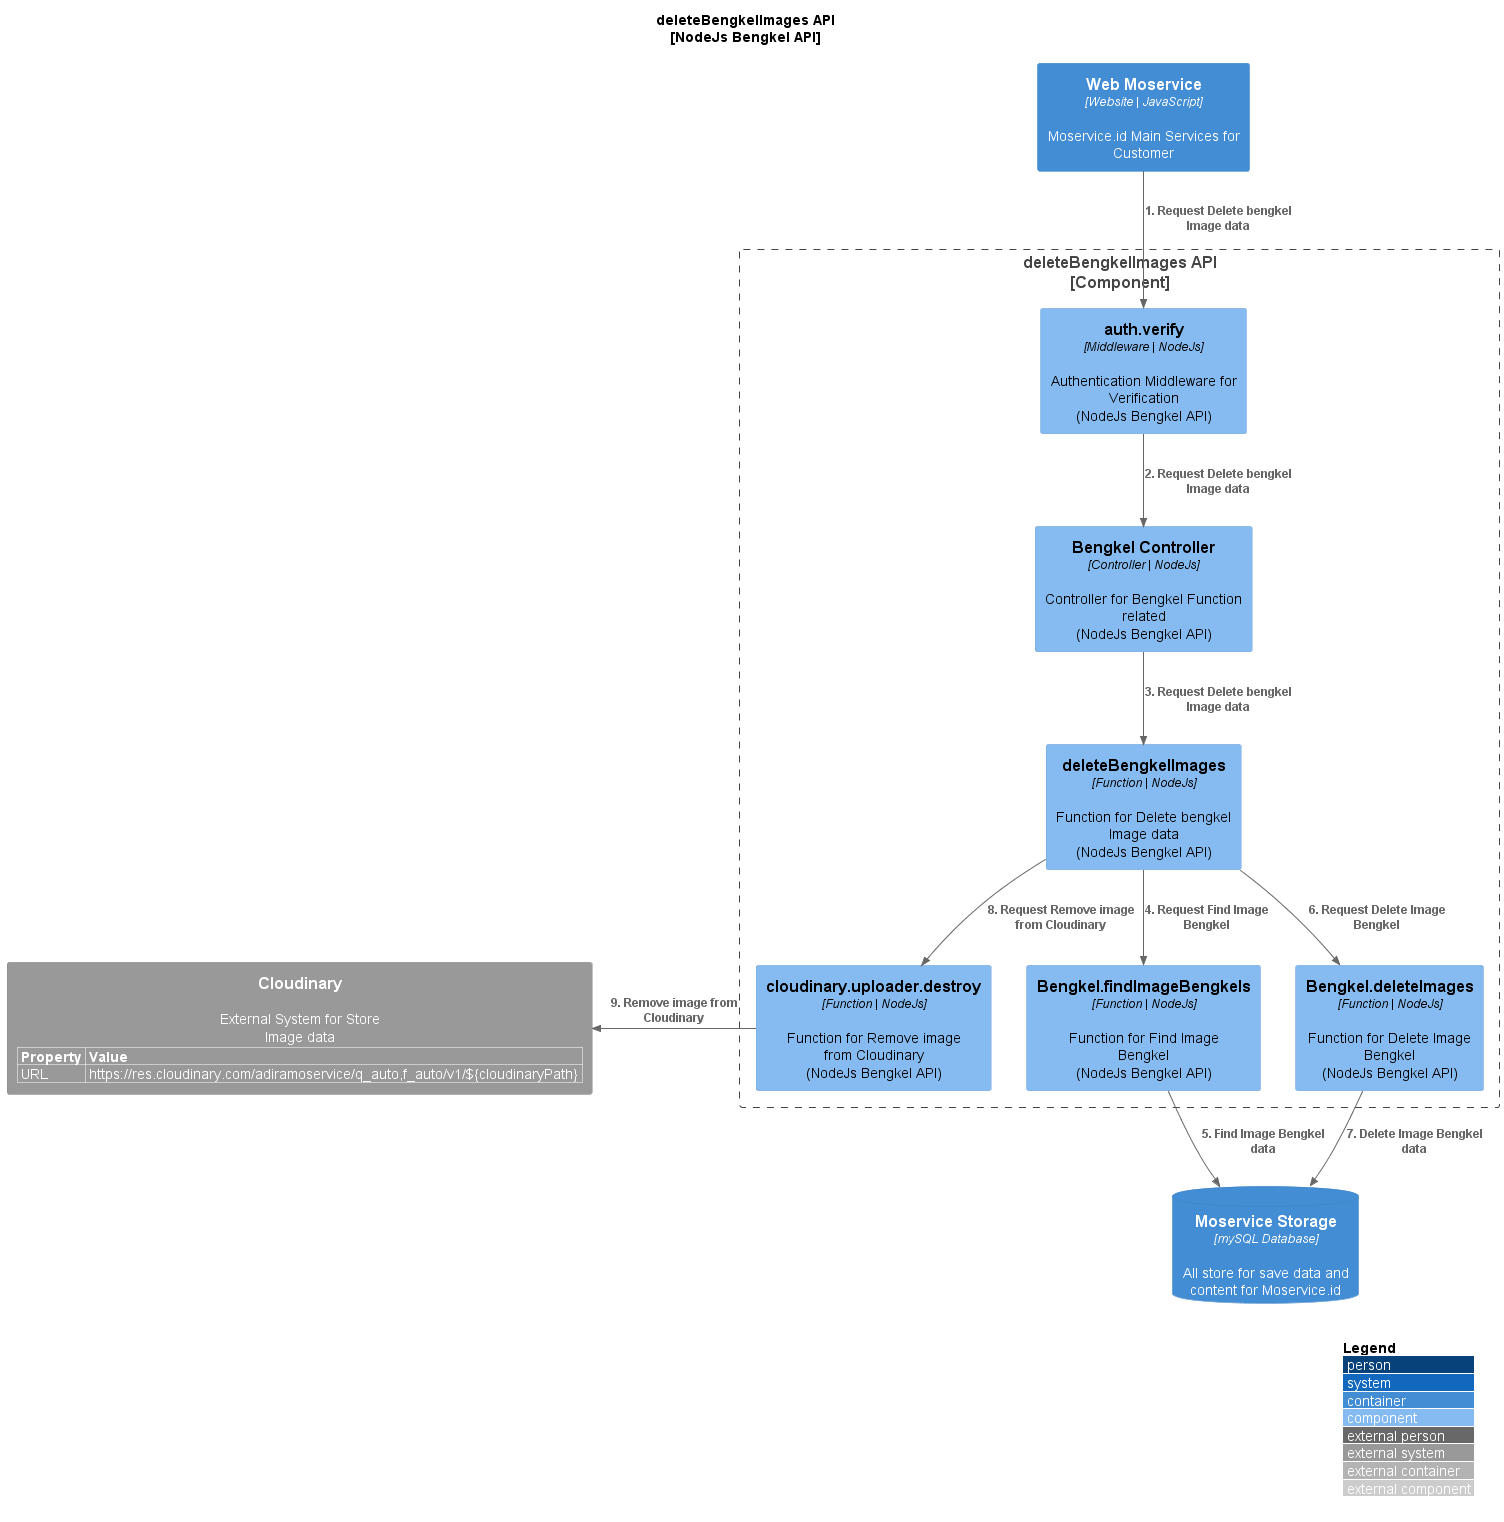 deleteBengkelImages API
[NodeJs Bengkel API]
Web Moservice
[Website | JavaScript]
Moservice.id Main Services for
Customer
1. Request Delete bengkel
Image data
deleteBengkelImages API
[Component]
auth.verify
[Middleware | NodeJs]
Authentication Middleware for
Verification
(NodeJs Bengkel API)
2. Request Delete bengkel
Image data
Bengkel Controller
[Controller | NodeJs]
Controller for Bengkel Function
related
(NodeJs Bengkel API)
3. Request Delete bengkel
Image data
deleteBengkelImages
[Function | NodeJs]
Function for Delete bengkel
Image data
(NodeJs Bengkel API)
8. Request Remove image
from Cloudinary
4. Request Find Image
Bengkel
6. Request Delete Image
Bengkel
Cloudinary
External System for Store
Image data
Property Value
URL https://res.cloudinary.com/adiramoservice/q_auto,f_auto/v1/${cloudinaryPath}
9. Remove image from
Cloudinary
cloudinary.uploader.destroy
[Function | NodeJs]
Function for Remove image
from Cloudinary
(NodeJs Bengkel API)
Bengkel.findImageBengkels
[Function | NodeJs]
Function for Find Image
Bengkel
(NodeJs Bengkel API)
Bengkel.deleteImages
[Function | NodeJs]
Function for Delete Image
Bengkel
(NodeJs Bengkel API)
5. Find Image Bengkel
data
7. Delete Image Bengkel
data
Moservice Storage
[mySQL Database]
All store for save data and
content for Moservice.id
Legend
person
system
container
component
external person
external system
external container
external component